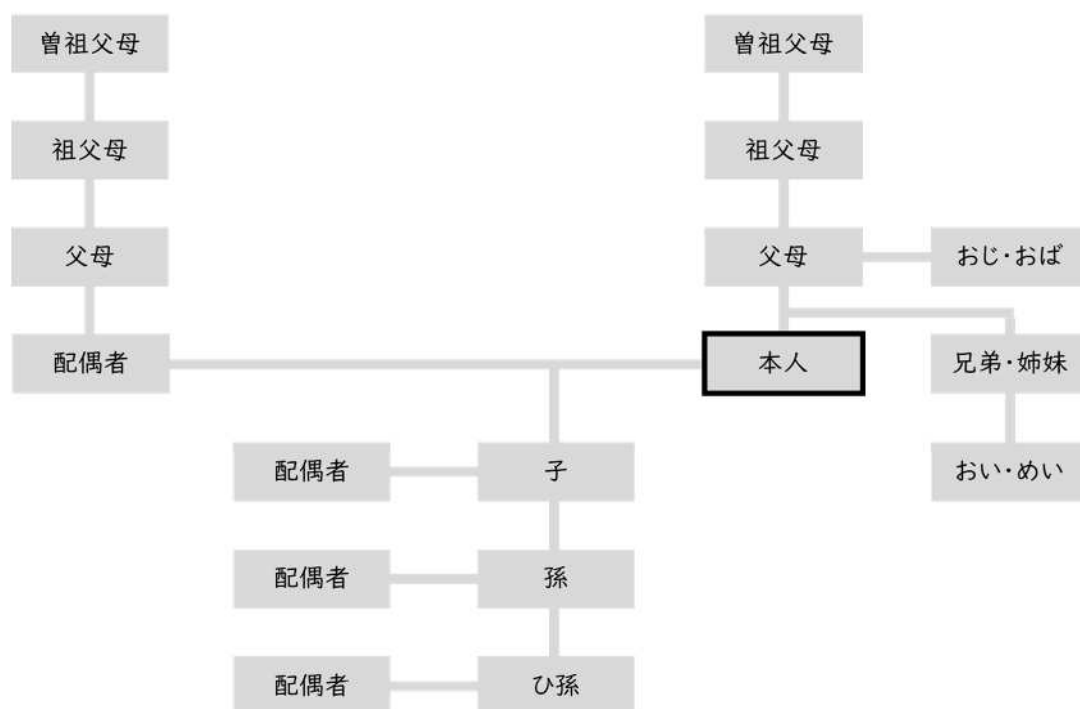 曽祖父母
曽祖父母
祖父母
祖父母
父母
父母
おじ・おば
配偶者
本人
兄弟・姉妹
配偶者
子
おい・めい
配偶者
孫
配偶者
ひ孫